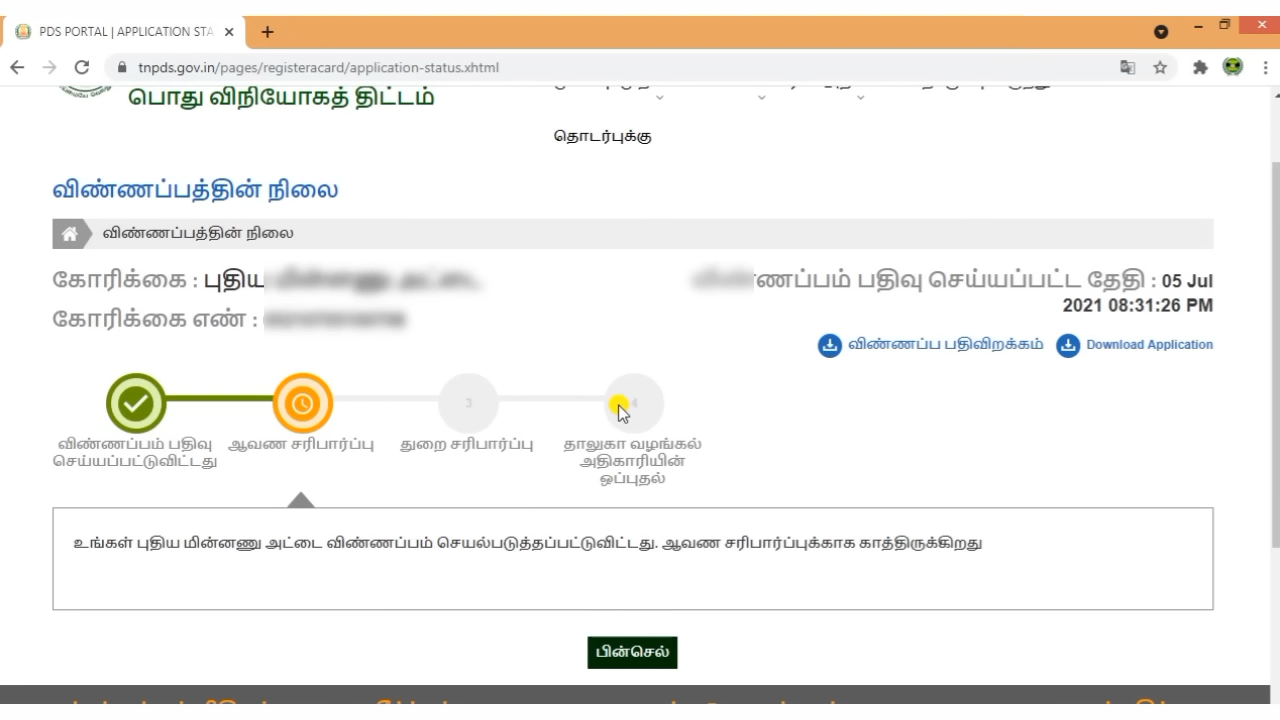 PDS PORTAL | APPLICATION STA
tnpds.gov.in/pages/registeracard/application-status.xhtml
பொது விநியோகத் திட்டம்
தொடர்புக்கு
விண்ணப்பத்தின் நிலை
விண்ணப்பத்தின் நிலை
கோரிக்கை : புதிய
ணப்பம் பதிவு செய்யப்பட்ட தேதி : 05 Jul
2021 08:31:26 PM
கோரிக்கை எண் :
விண்ணப்ப பதிவிறக்கம் Download Application
3 4
விண்ணப்பம் பதிவு
செய்யப்பட்டுவிட்டது
ஆவண சரிபார்ப்பு
துறை சரிபார்ப்பு
தாலுகா வழங்கல்
அதிகாரியின்
ஒப்புதல்
உங்கள் புதிய மின்னணு அட்டை விண்ணப்பம் செயல்படுத்தப்பட்டுவிட்டது. ஆவண சரிபார்ப்புக்காக காத்திருக்கிறது
பின்செல்